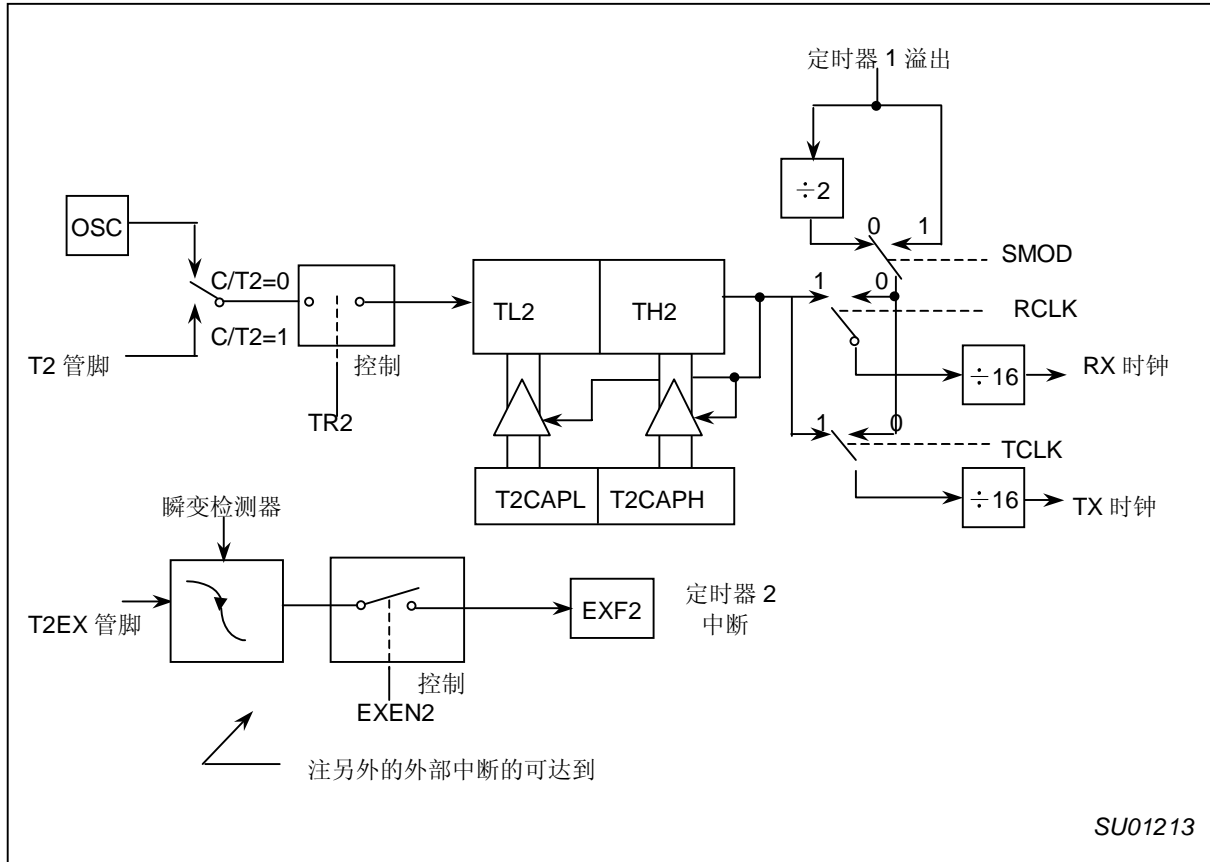 定时器 1 溢出
÷2
OSC
0 1
SMOD
C/T2=0
1 0
TL2 TH2
RCLK
C/T2=1
T2 管脚
控制
÷16
RX 时钟
TR2
1 0
TCLK
T2CAPL T2CAPH
÷16
TX 时钟
瞬变检测器
EXF2
定时器 2
中断
T2EX 管脚
控制
EXEN2
注另外的外部中断的可达到
SU01213